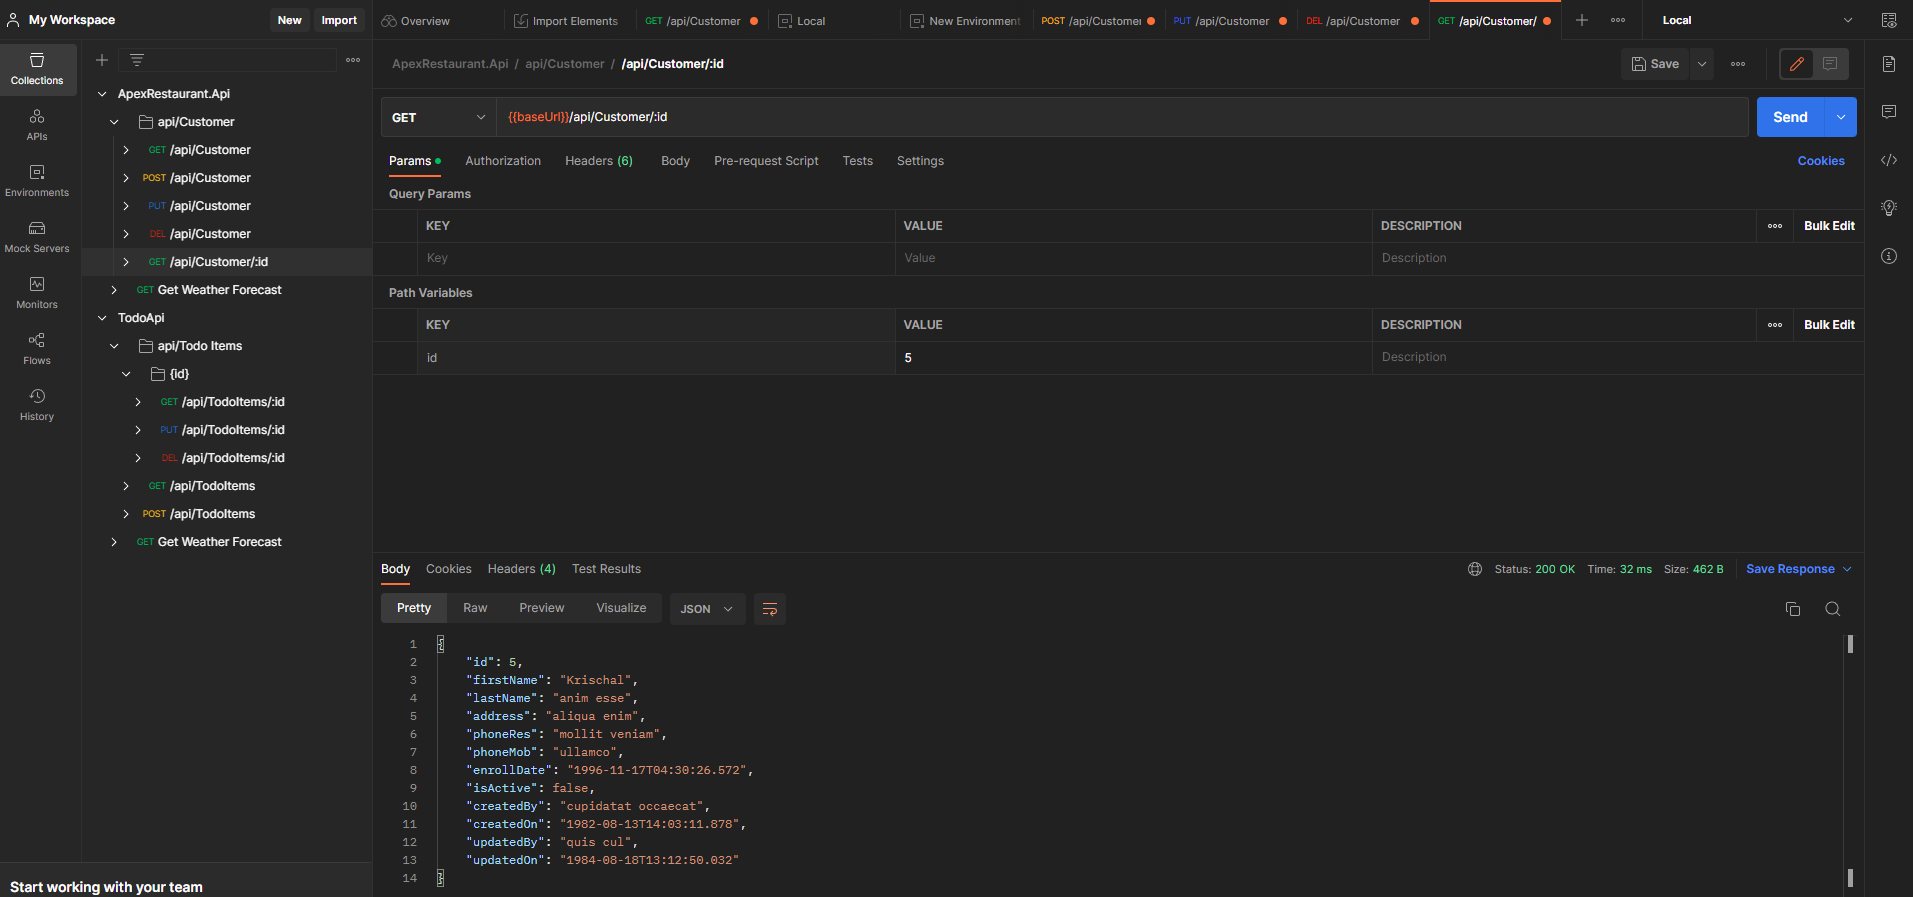 My Workspace New Import
Overview Import Elements GET /api/Customer Local New Environment POST /api/Customer PUT /api/Customer DEL /api/Customer GET /api/Customer/ Local
Collections
APIs
Environments
Mock Servers
Monitors
Flows
History
ApexRestaurant.Api
api/Customer
GET /api/Customer
POST /api/Customer
PUT /api/Customer
DEL /api/Customer
GET /api/Customer/:id
GET Get Weather Forecast
TodoApi
api/Todo Items
{id}
GET /api/TodoItems/:id
PUT /api/TodoItems/:id
DEL /api/TodoItems/:id
GET /api/TodoItems
POST /api/TodoItems
GET Get Weather Forecast
Start working with your team
ApexRestaurant.Api / api/Customer / /api/Customer/:id Save
GET {{baseUrl}}/api/Customer/:id Send
Params Authorization Headers (6) Body Pre-request Script Tests Settings Cookies
Query Params
KEY VALUE DESCRIPTION Bulk Edit
Key Value Description
Path Variables
KEY VALUE DESCRIPTION Bulk Edit
id 5 Description
Body Cookies Headers (4) Test Results Status: 200 OK Time: 32 ms Size: 462 B Save Response
Pretty Raw Preview Visualize JSON
1 {
2 "id": 5,
3 "firstName": "Krischal",
4 "lastName": "anim esse",
5 "address": "aliqua enim",
6 "phoneRes": "mollit veniam",
7 "phoneMob": "ullamco",
8 "enrollDate": "1996-11-17T04:30:26.572",
9 "isActive": false,
10 "createdBy": "cupidatat occaecat",
11 "createdOn": "1982-08-13T14:03:11.878",
12 "updatedBy": "quis cul",
13 "updatedOn": "1984-08-18T13:12:50.032"
14 }